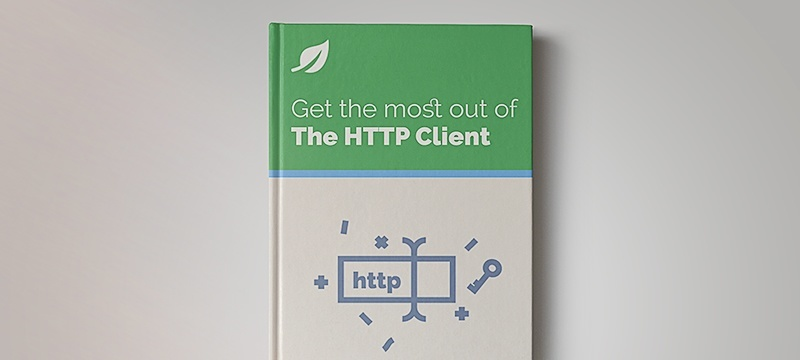 Get the most out of
The HTTP Client
http